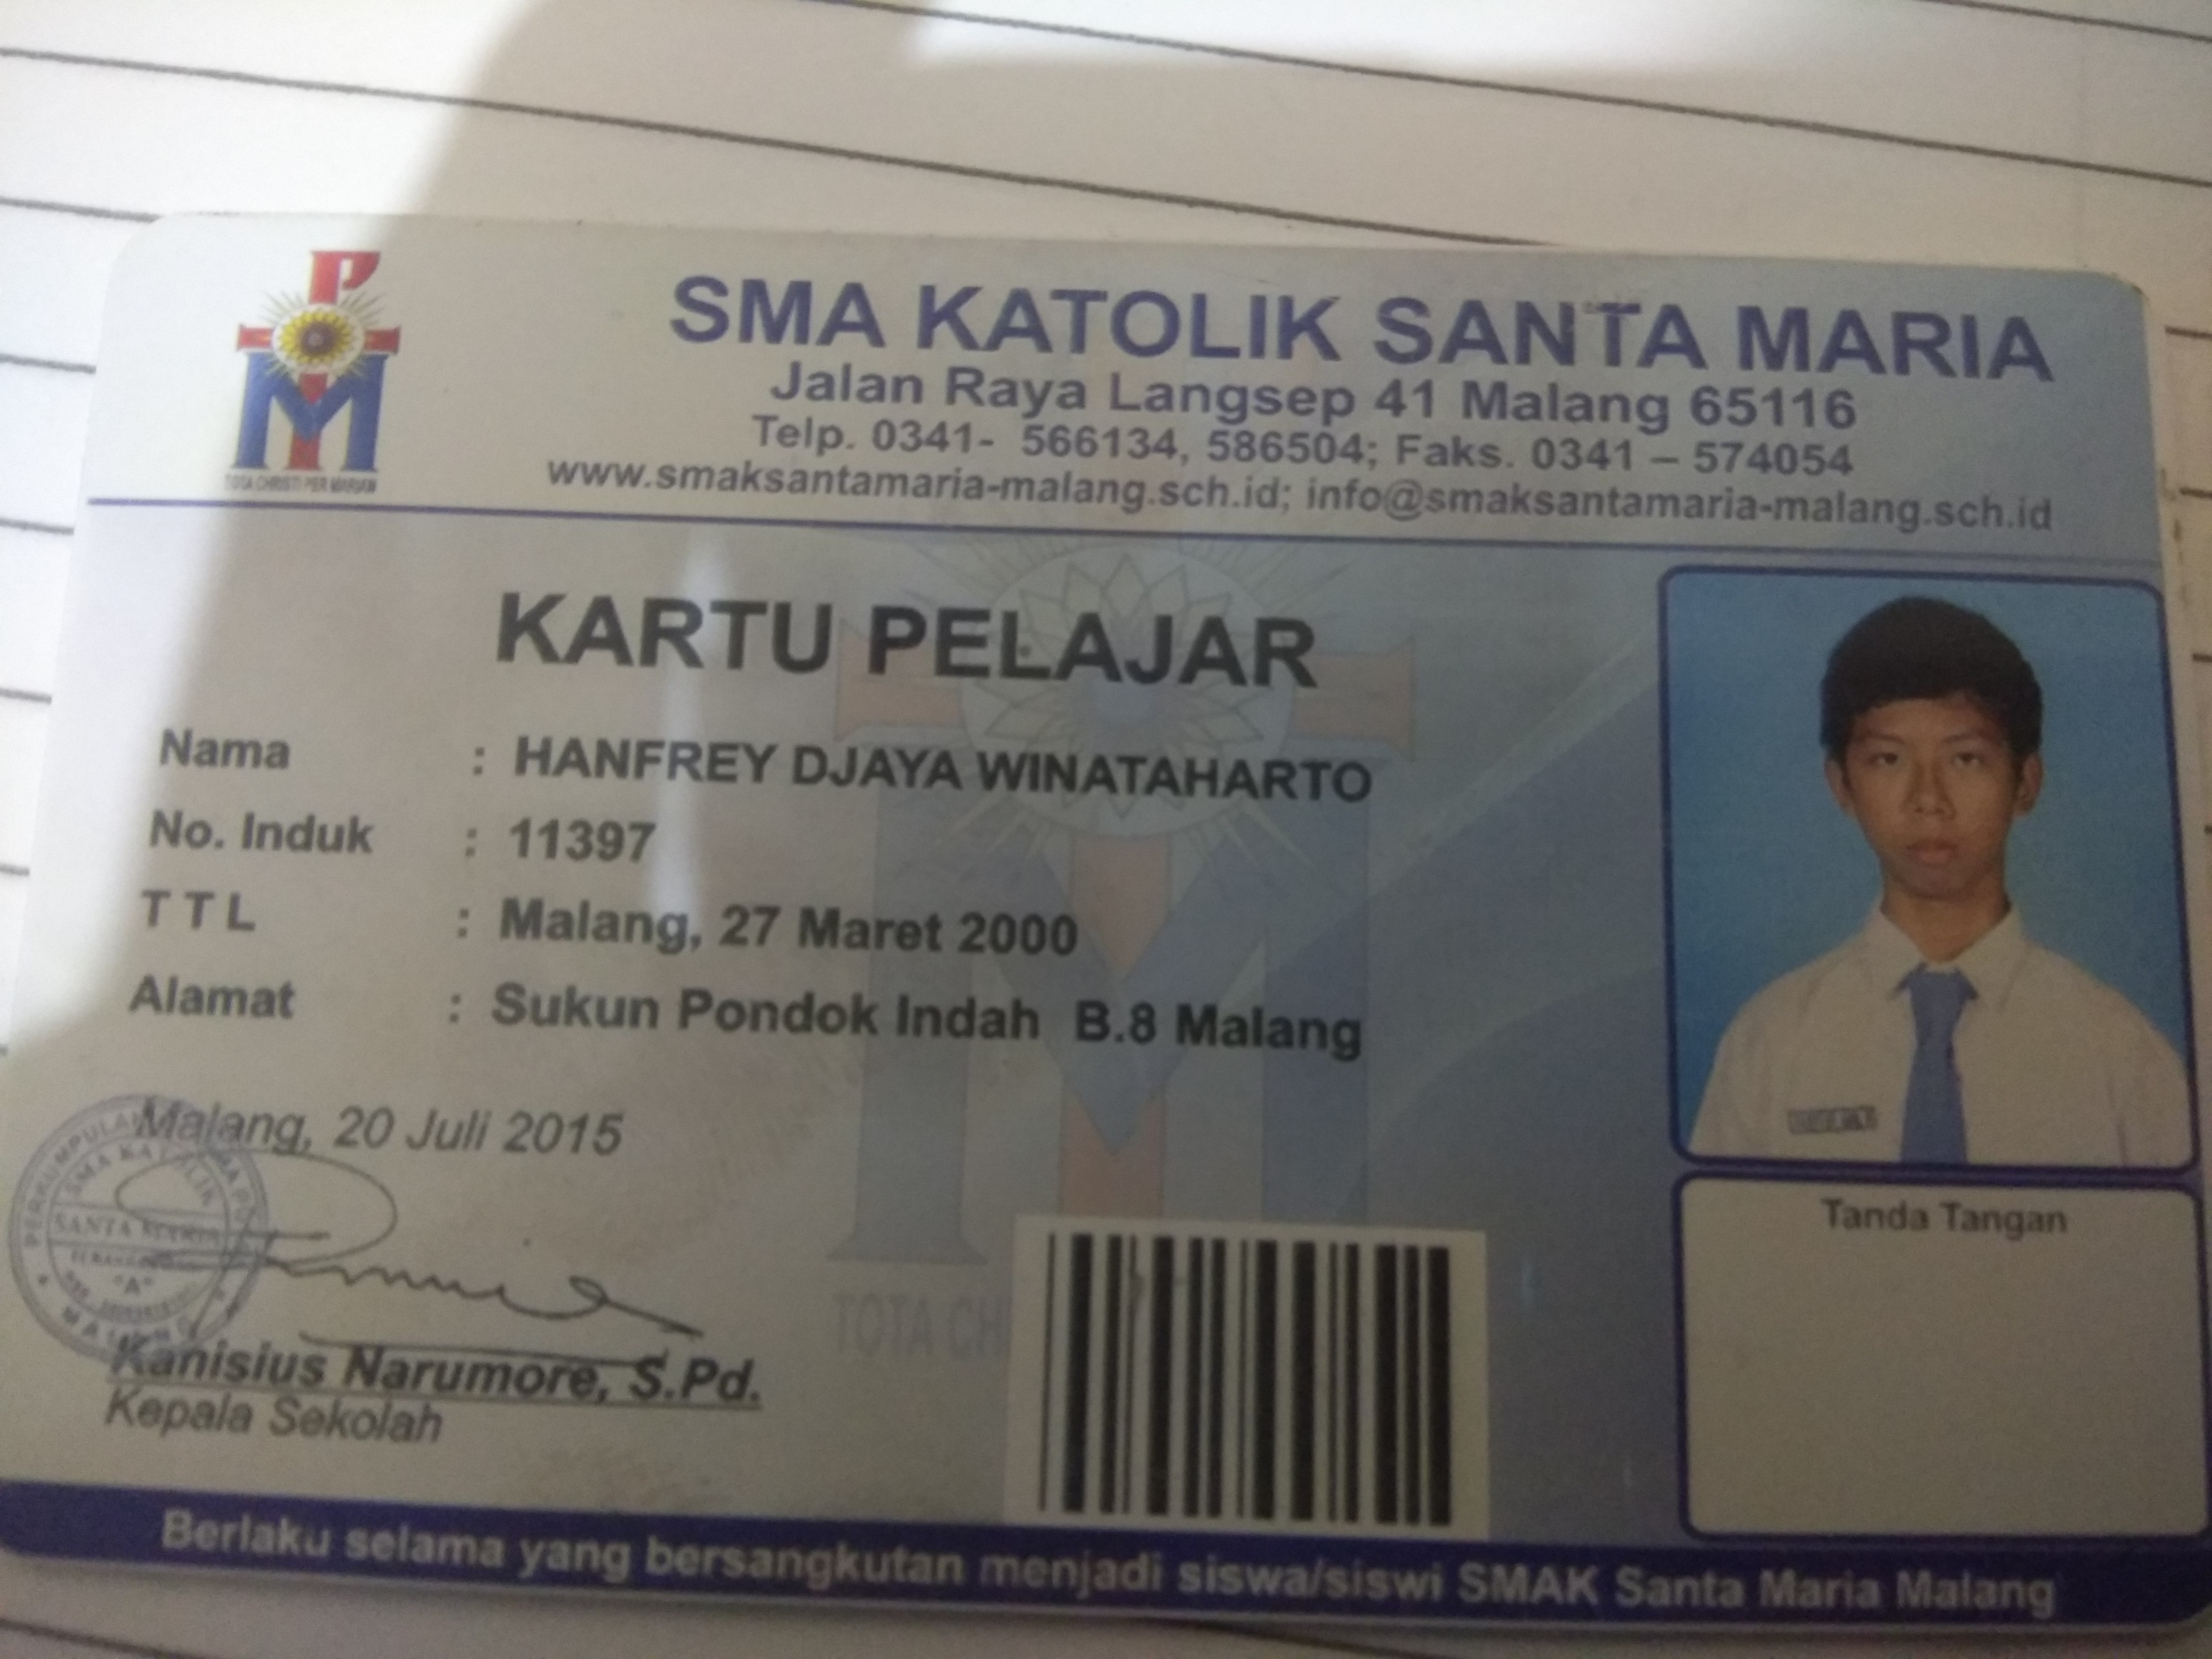 SMA KATOLIK SANTA MARIA
Jalan Raya Langsep 41 Malang 65116
Telp. 0341- 566134, 586504; Faks. 0341 – 574054
www.smaksantamaria-malang.sch.id; info@smaksantamaria-malang.sch.id
TOTA CHRISTI PER MARIAM
KARTU PELAJAR
Nama : HANFREY DJAYA WINATAHARTO
No. Induk : 11397
T T L : Malang, 27 Maret 2000
Alamat : Sukun Pondok Indah B.8 Malang
Malang, 20 Juli 2015
SMA KATOLIK
SANTA MARIA
"A"
MALANG
Kanisius Narumore, S.Pd.
Kepala Sekolah
TOTA CH
Tanda Tangan
Berlaku selama yang bersangkutan menjadi siswa/siswi SMAK Santa Maria Malang